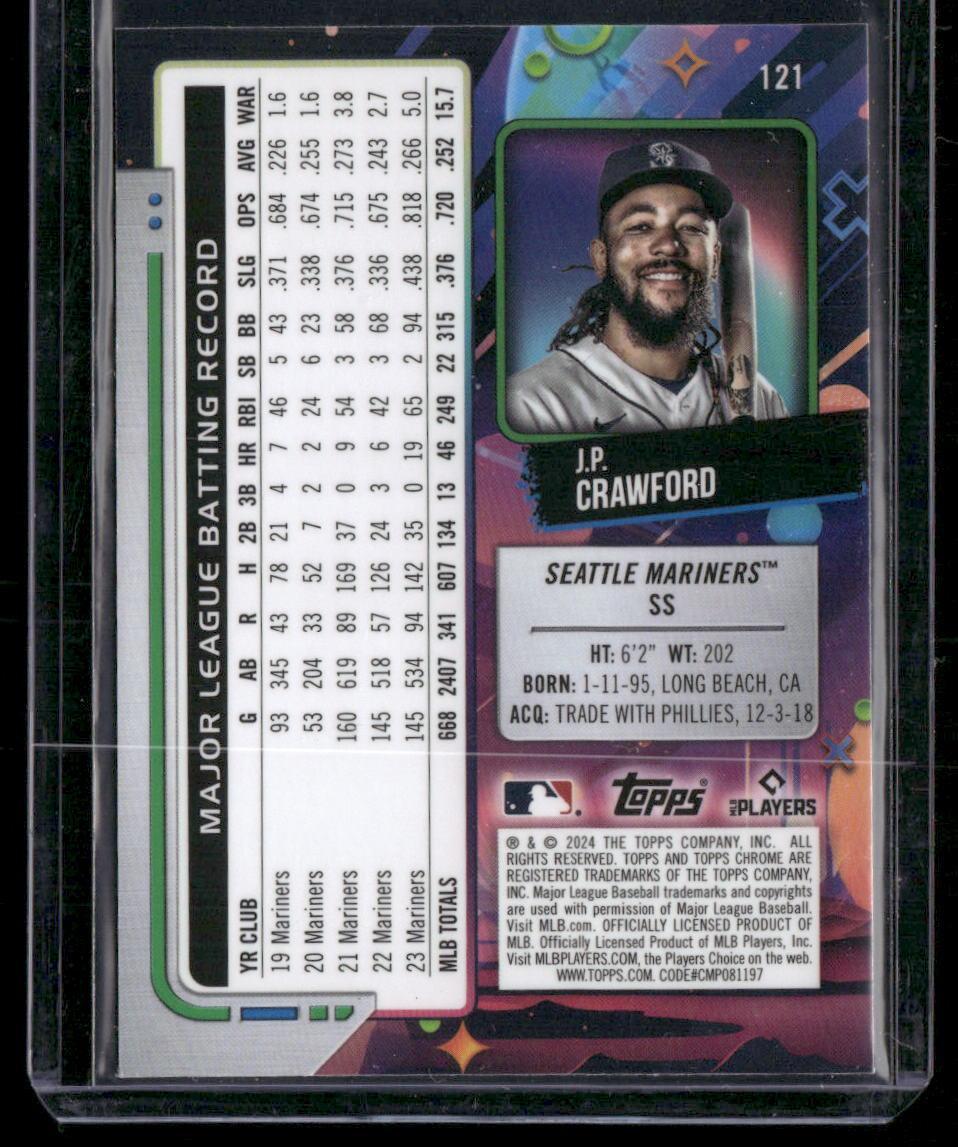 121
J.P.
CRAWFORD
SEATTLE MARINERS™
SS
HT: 6'2" WT: 202
BORN: 1-11-95, LONG BEACH, CA
ACQ: TRADE WITH PHILLIES, 12-3-18
topps®
MLB PLAYERS
® & © 2024 THE TOPPS COMPANY, INC. ALL
RIGHTS RESERVED. TOPPS AND TOPPS CHROME ARE
REGISTERED TRADEMARKS OF THE TOPPS COMPANY,
INC. Major League Baseball trademarks and copyrights
are used with permission of Major League Baseball.
Visit MLB.com. OFFICIALLY LICENSED PRODUCT OF
MLB. Officially Licensed Product of MLB Players, Inc.
Visit MLBPLAYERS.COM, the Players Choice on the web.
WWW.TOPPS.COM. CODE#CMP081197
MAJOR LEAGUE BATTING RECORD
YR CLUB G AB R H 2B 3B HR RBI SB BB SLG OPS AVG WAR
19 Mariners 93 345 43 78 21 4 7 46 5 43 .371 .684 .226 1.6
20 Mariners 53 204 33 52 7 2 2 24 6 23 .338 .674 .255 1.6
21 Mariners 160 619 89 169 37 0 9 54 3 58 .376 .715 .273 3.8
22 Mariners 145 518 57 126 24 3 6 42 3 68 .336 .675 .243 2.7
23 Mariners 145 534 94 142 35 0 19 65 2 94 .438 .818 .266 5.0
MLB TOTALS 668 2407 341 607 134 13 46 249 22 315 .376 .720 .252 15.7